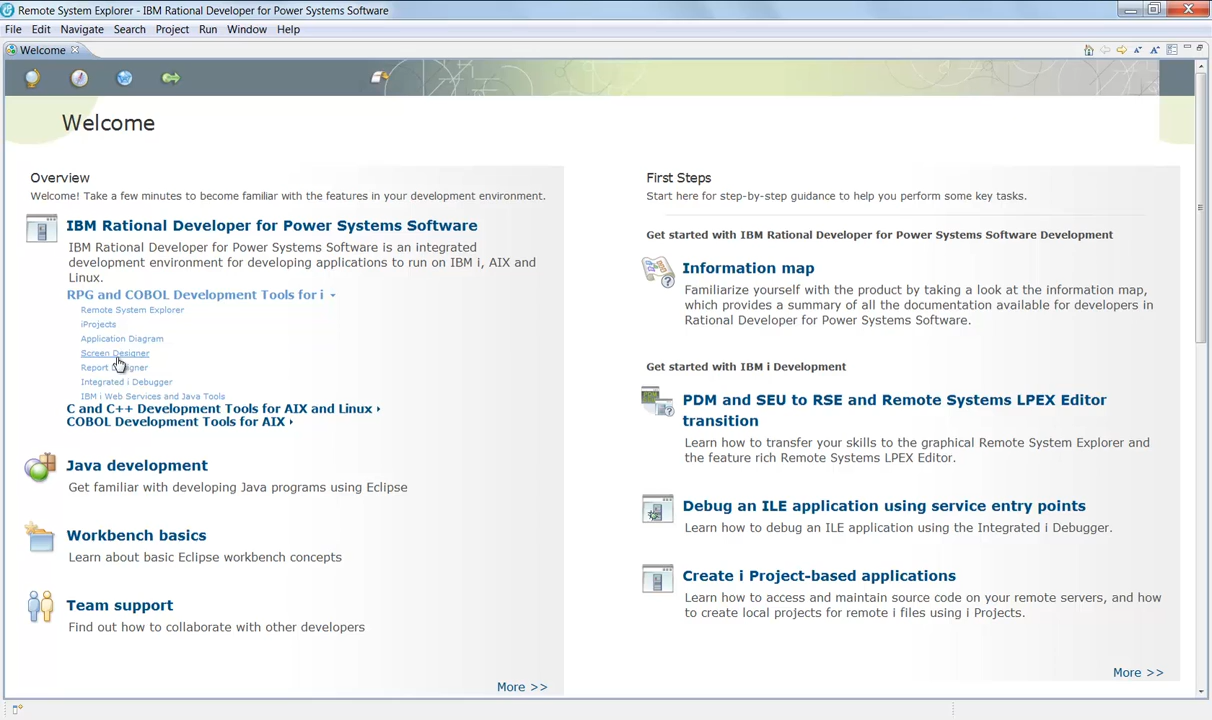 Remote System Explorer - IBM Rational Developer for Power Systems Software
File Edit Navigate Search Project Run Window Help
Welcome
Welcome
Overview
Welcome! Take a few minutes to become familiar with the features in your development environment.
IBM Rational Developer for Power Systems Software
IBM Rational Developer for Power Systems Software is an integrated
development environment for developing applications to run on IBM i, AIX and
Linux.
RPG and COBOL Development Tools for i
Remote System Explorer
iProjects
Application Diagram
Screen Designer
Report Designer
Integrated i Debugger
IBM i Web Services and Java Tools
C and C++ Development Tools for AIX and Linux
COBOL Development Tools for AIX
Java development
Get familiar with developing Java programs using Eclipse
Workbench basics
Learn about basic Eclipse workbench concepts
Team support
Find out how to collaborate with other developers
More >>
First Steps
Start here for step-by-step guidance to help you perform some key tasks.
Get started with IBM Rational Developer for Power Systems Software Development
Information map
Familiarize yourself with the product by taking a look at the information map,
which provides a summary of all the documentation available for developers in
Rational Developer for Power Systems Software.
Get started with IBM i Development
PDM and SEU to RSE and Remote Systems LPEX Editor
transition
Learn how to transfer your skills to the graphical Remote System Explorer and
the feature rich Remote Systems LPEX Editor.
Debug an ILE application using service entry points
Learn how to debug an ILE application using the Integrated i Debugger.
Create i Project-based applications
Learn how to access and maintain source code on your remote servers, and how
to create local projects for remote i files using i Projects.
More >>